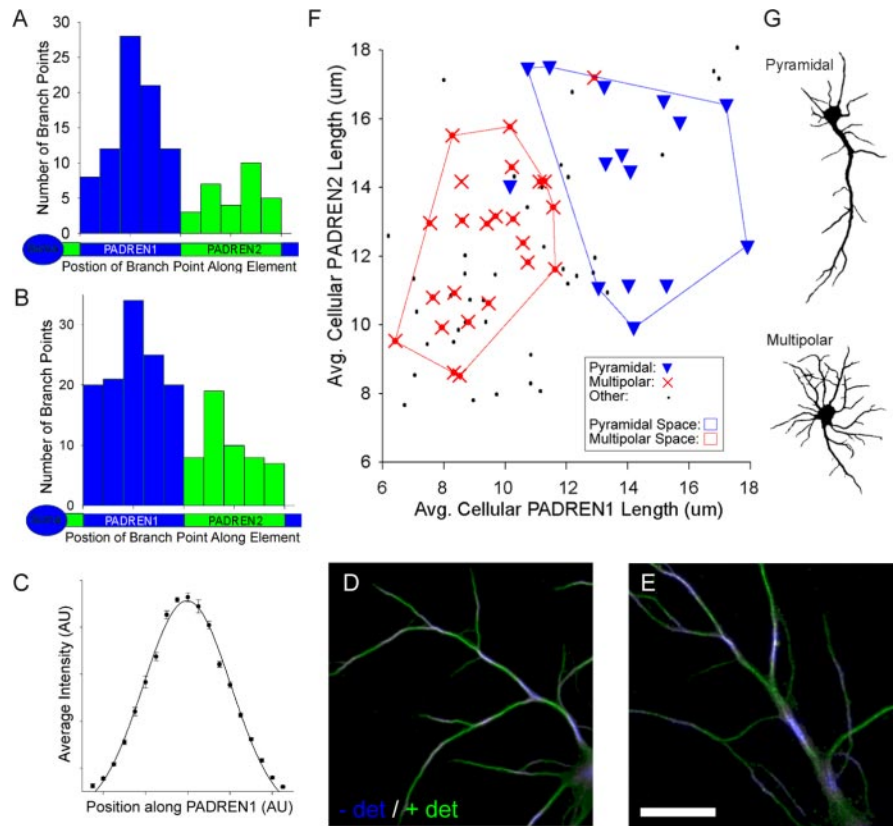 A
Number of Branch Points
30
25
20
15
10
5
0
PADREN1 PADREN2
Postion of Branch Point Along Element
B
Number of Branch Points
30
20
10
0
PADREN1 PADREN2
Postion of Branch Point Along Element
C
Average Intensity (AU)
Position along PADREN1 (AU)
D
- det / + det
E
F
Avg. Cellular PADREN2 Length (um)
18
16
14
12
10
8
6
6 8 10 12 14 16 18
Avg. Cellular PADREN1 Length (um)
Pyramidal:
Multipolar:
Other:
Pyramidal Space:
Multipolar Space:
G
Pyramidal
Multipolar